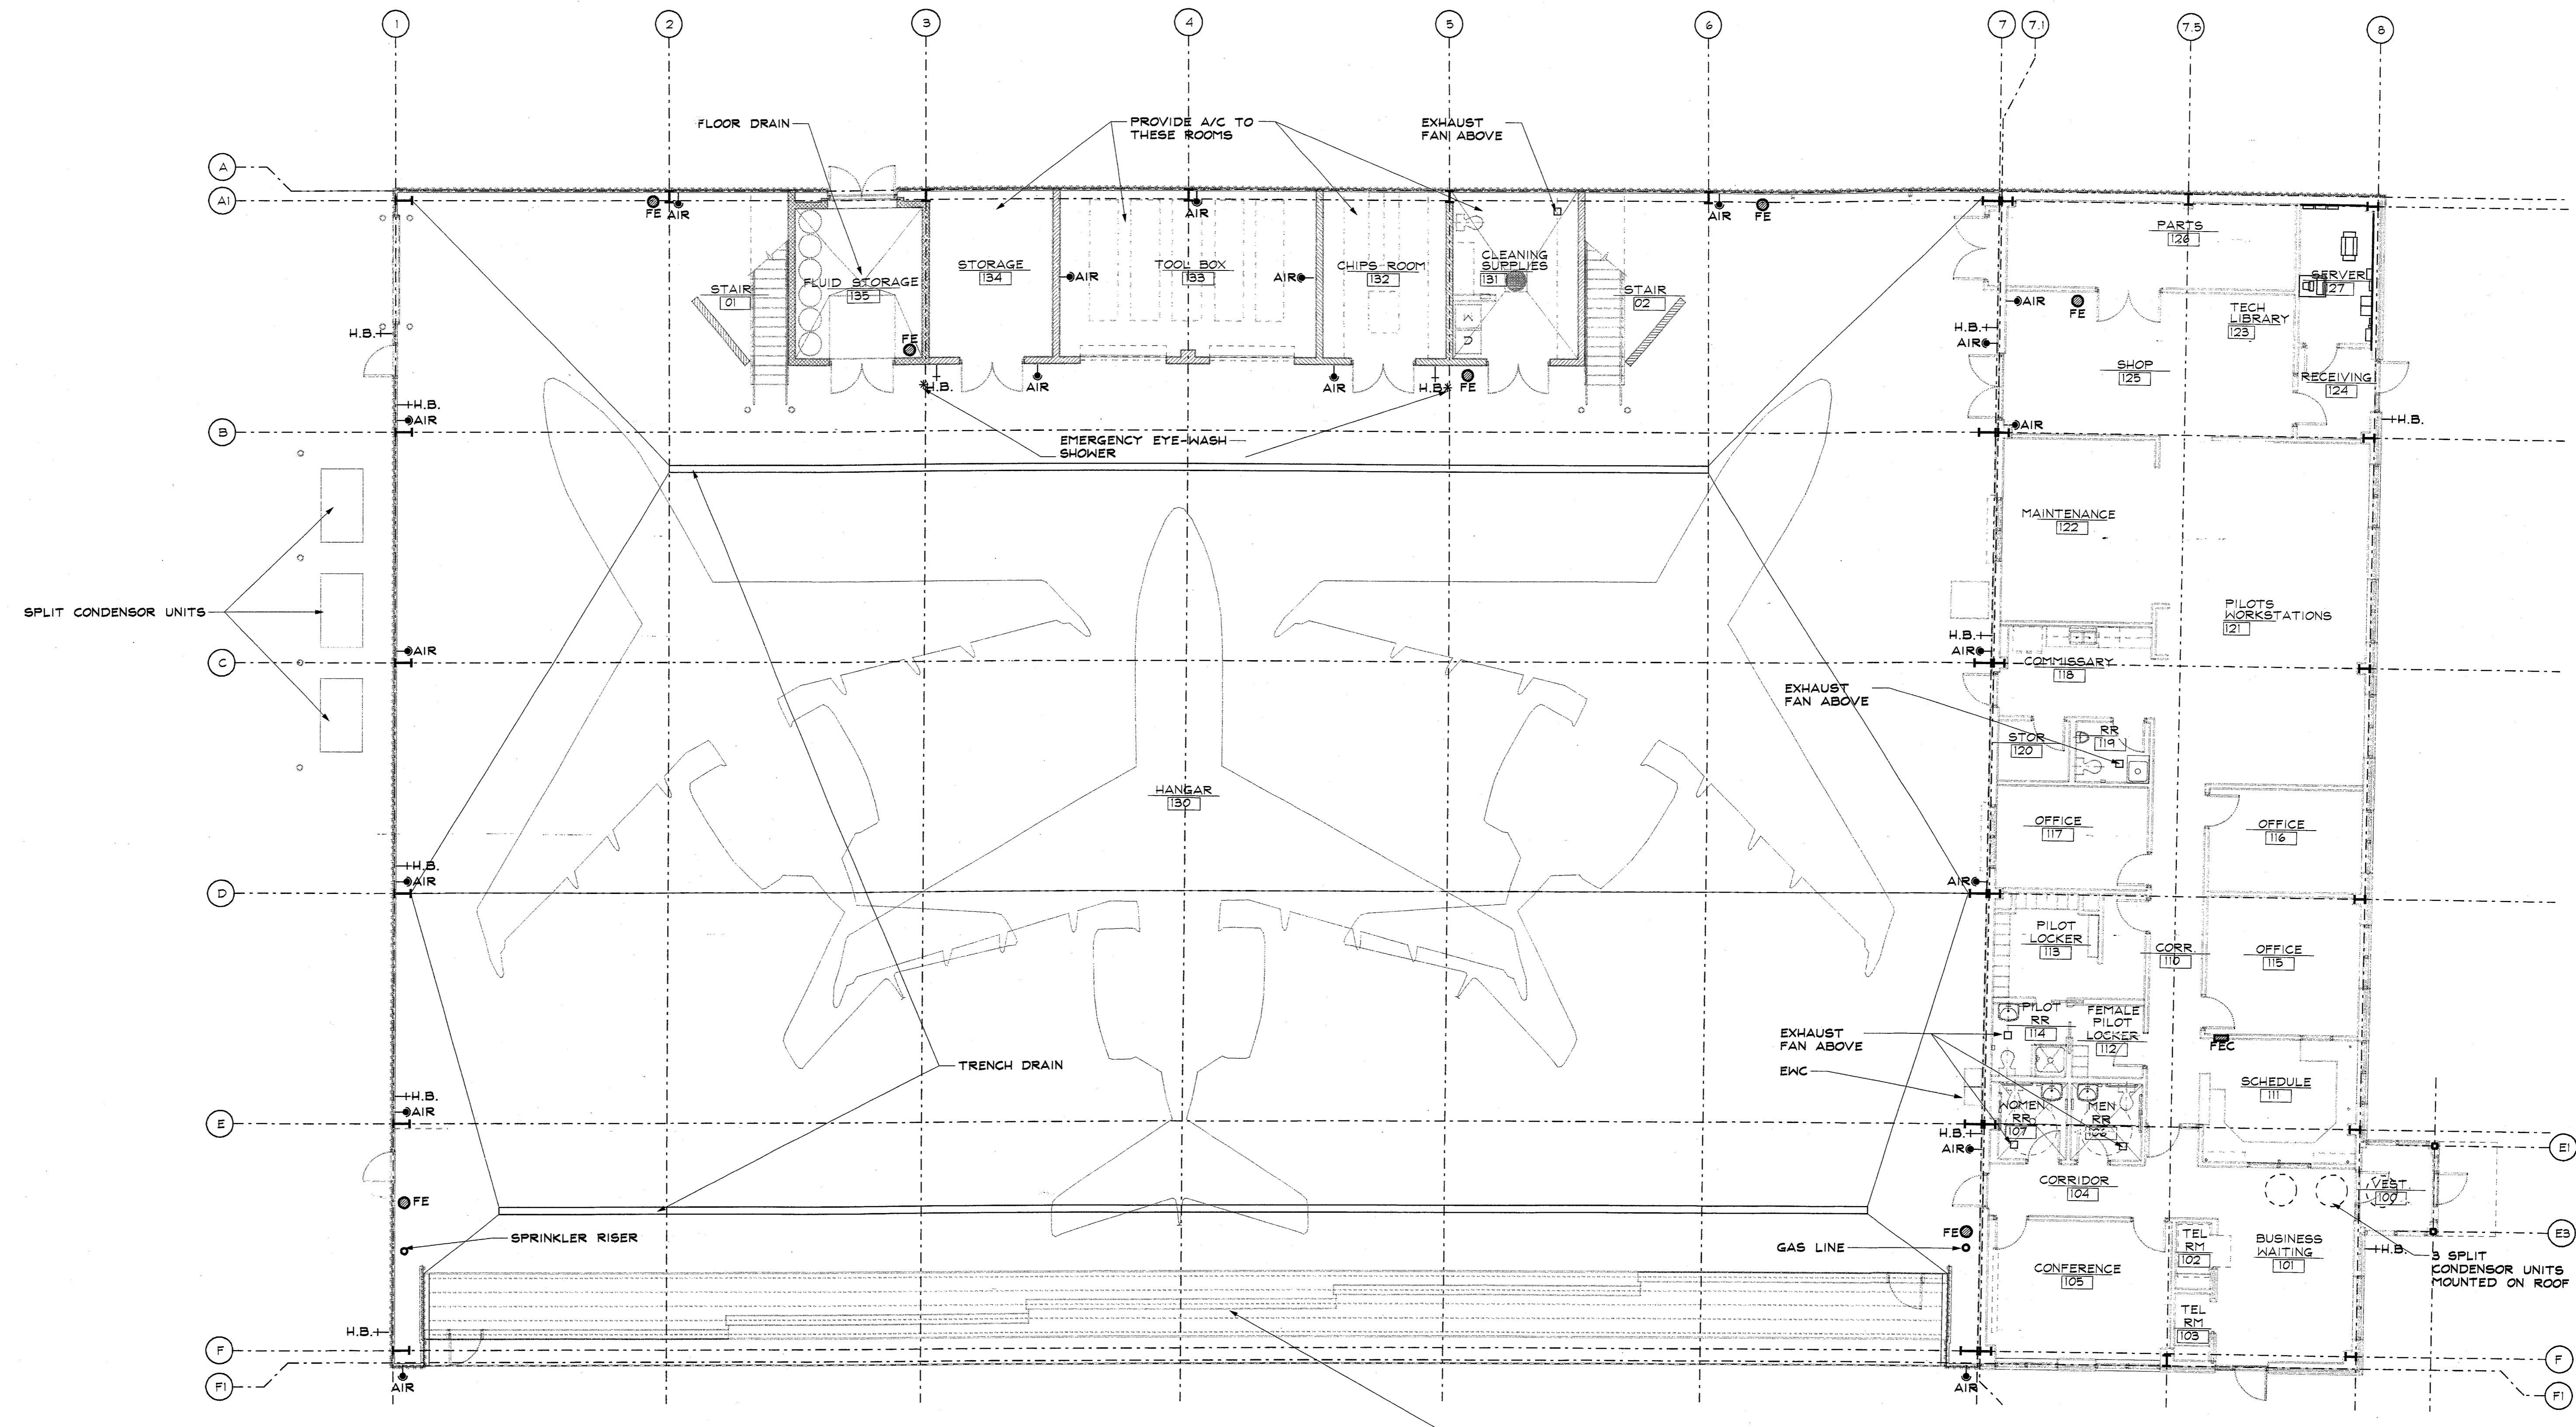 1
2
3
4
5
6
7
7.1
7.5
8
FLOOR DRAIN
PROVIDE A/C TO
THESE ROOMS
EXHAUST
FAN ABOVE
A
A1
FE
AIR
AIR
AIR
FE
PARTS
126
STORAGE
134
TOOL BOX
133
CHIPS ROOM
132
CLEANING
SUPPLIES
131
AIR
AIR
FLUID STORAGE
135
STAIR
01
STAIR
02
SERVER
127
AIR
FE
TECH
LIBRARY
123
H.B.
H.B.
AIR
FE
W
D
SHOP
125
RECEIVING
124
H.B.
AIR
AIR
H.B.
FE
H.B.
AIR
B
AIR
H.B.
EMERGENCY EYE-WASH
SHOWER
MAINTENANCE
122
SPLIT CONDENSOR UNITS
PILOTS
WORKSTATIONS
121
C
AIR
H.B.
AIR
COMMISSARY
118
EXHAUST
FAN ABOVE
STOR
120
RR
119
HANGAR
130
OFFICE
117
OFFICE
116
H.B.
AIR
D
AIR
PILOT
LOCKER
113
CORR.
110
OFFICE
115
PILOT
RR
114
FEMALE
PILOT
LOCKER
112
EXHAUST
FAN ABOVE
FEC
TRENCH DRAIN
EWC
SCHEDULE
111
H.B.
AIR
E
WOMEN
RR
107
MEN
RR
H.B.
AIR
E1
CORRIDOR
104
VEST.
100
FE
SPRINKLER RISER
FE
GAS LINE
TEL
RM
102
BUSINESS
WAITING
101
H.B.
E3
3 SPLIT
CONDENSOR UNITS
MOUNTED ON ROOF
CONFERENCE
105
TEL
RM
103
H.B.
F
F
F1
AIR
AIR
F1